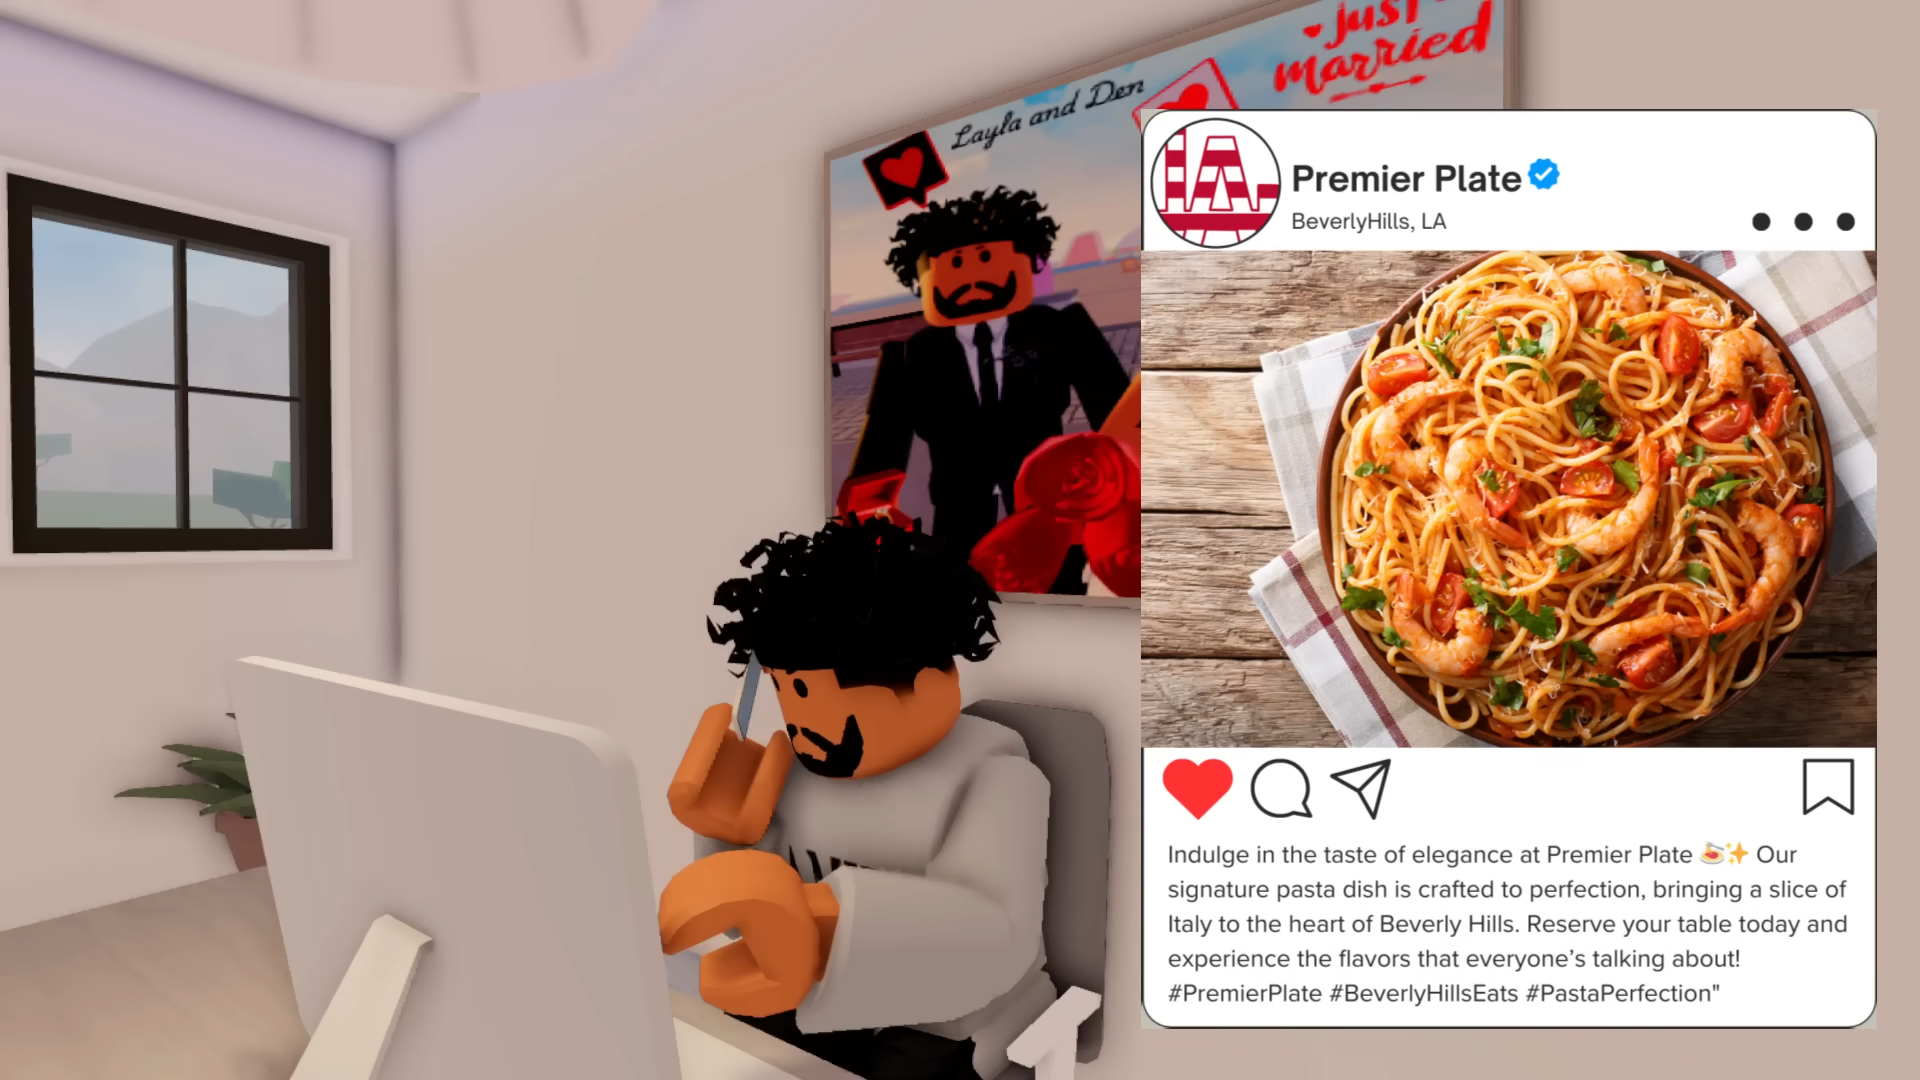 Just
married
Layla and Den
LA
Premier Plate
BeverlyHills, LA
Indulge in the taste of elegance at Premier Plate 🍝✨ Our
signature pasta dish is crafted to perfection, bringing a slice of
Italy to the heart of Beverly Hills. Reserve your table today and
experience the flavors that everyone’s talking about!
#PremierPlate #BeverlyHillsEats #PastaPerfection"